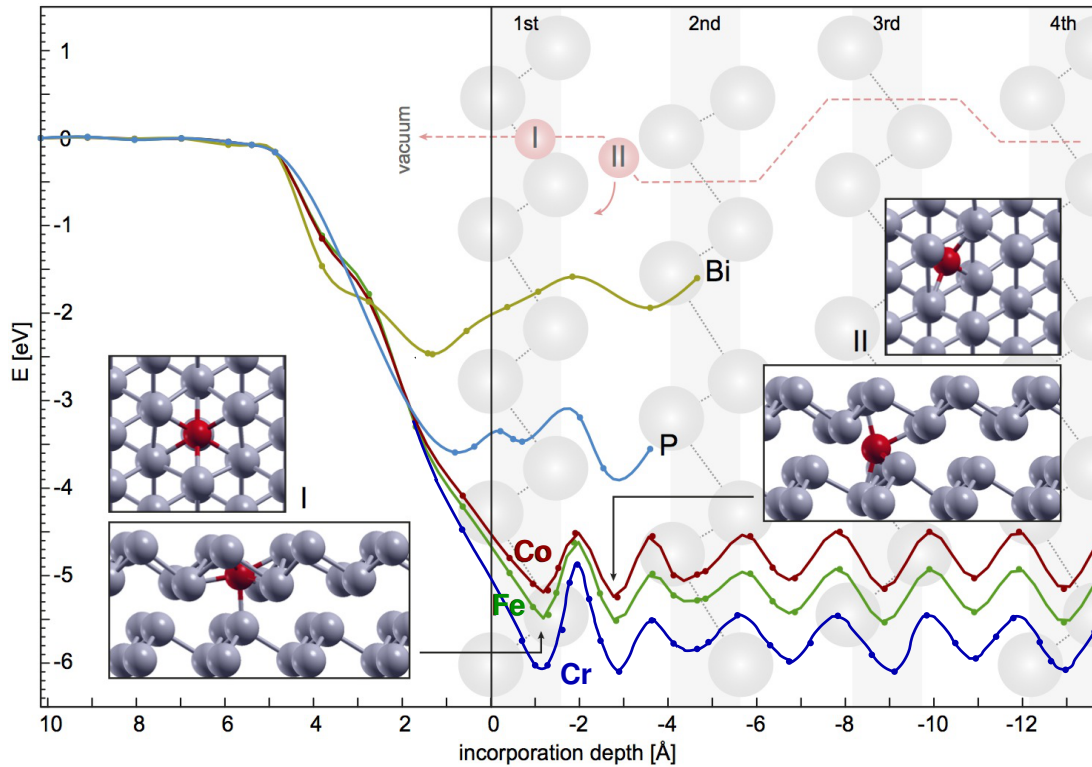 1st 2nd 3rd 4th
1
0
-1
-2
-3
-4
-5
-6
E [eV]
vacuum
I
II
Bi
P
II
I
Co
Fe
Cr
10 8 6 4 2 0 -2 -4 -6 -8 -10 -12
incorporation depth [Å]